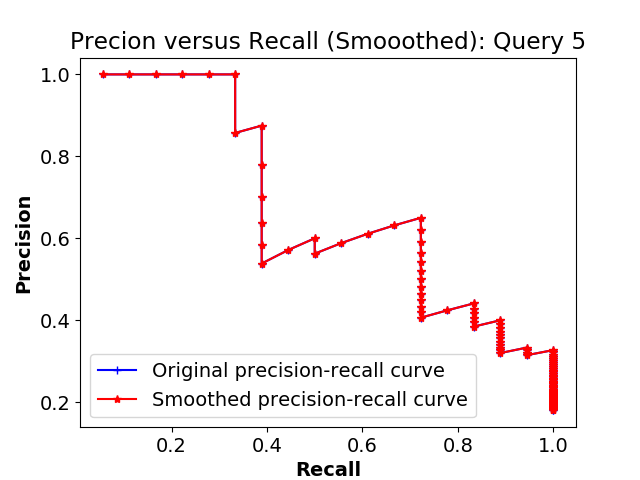 Precion versus Recall (Smooothed): Query 5
1.0
0.8
0.6
0.4
0.2
Precision
Original precision-recall curve
Smoothed precision-recall curve
0.2 0.4 0.6 0.8 1.0
Recall